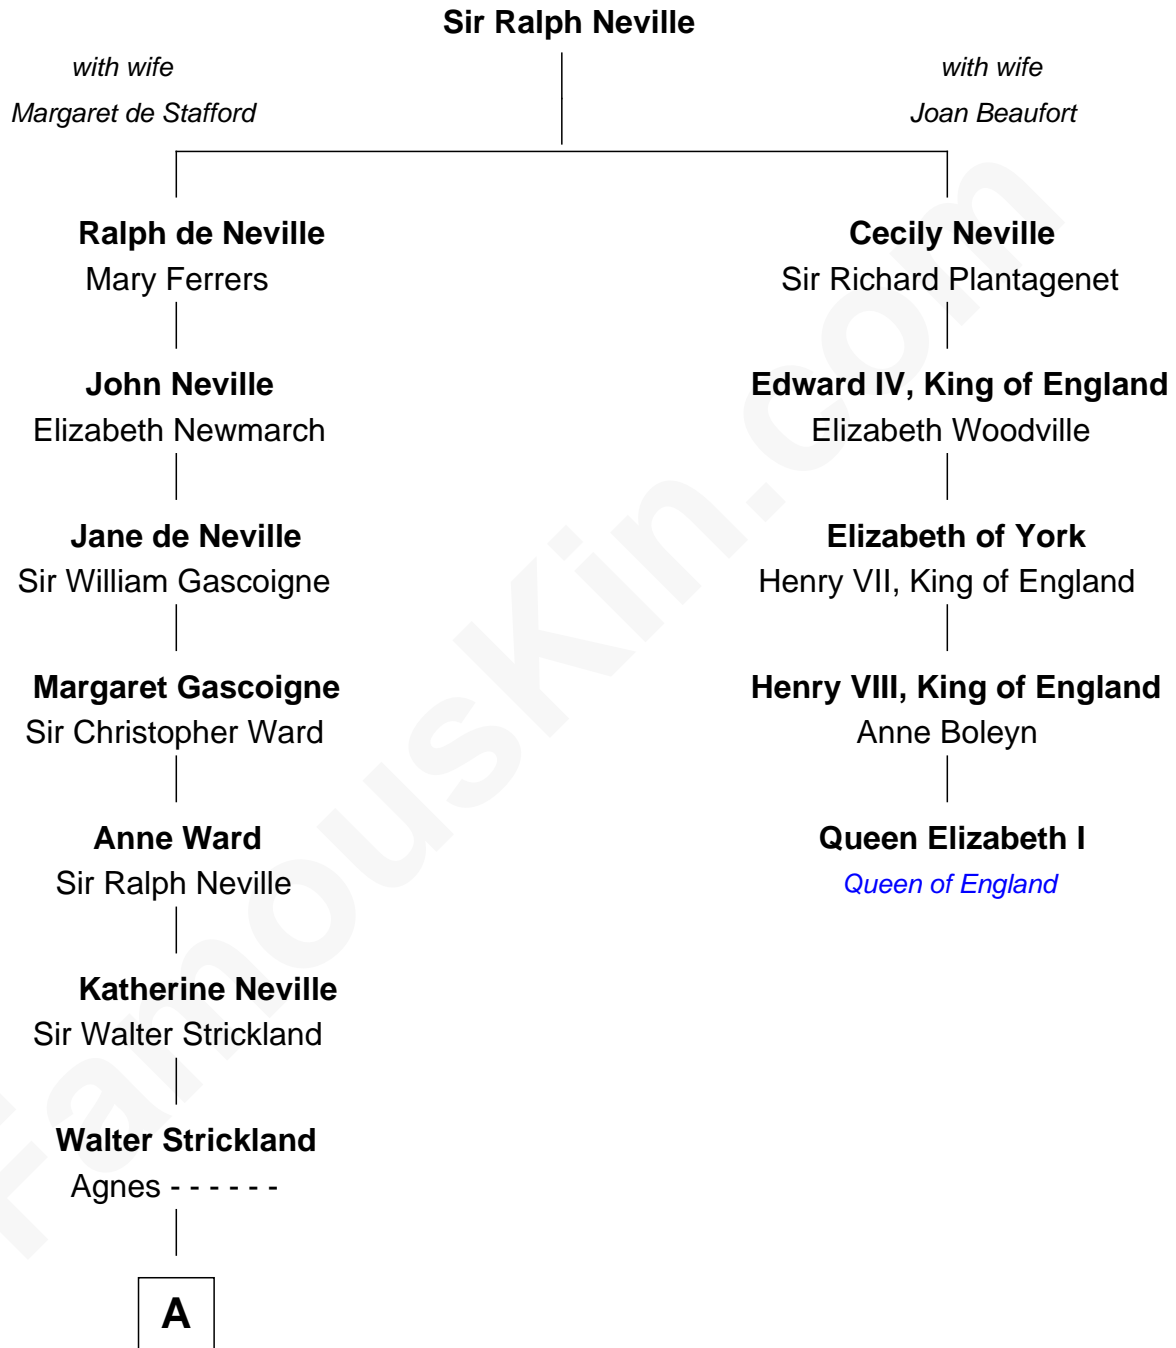 Sir Ralph Neville
with wife
Margaret de Stafford
with wife
Joan Beaufort
Ralph de Neville
Mary Ferrers
Cecily Neville
Sir Richard Plantagenet
John Neville
Elizabeth Newmarch
Edward IV, King of England
Elizabeth Woodville
Jane de Neville
Sir William Gascoigne
Elizabeth of York
Henry VII, King of England
Margaret Gascoigne
Sir Christopher Ward
Henry VIII, King of England
Anne Boleyn
Anne Ward
Sir Ralph Neville
Queen Elizabeth I
Queen of England
Katherine Neville
Sir Walter Strickland
Walter Strickland
Agnes - - - - - -
A
FamousKin.com